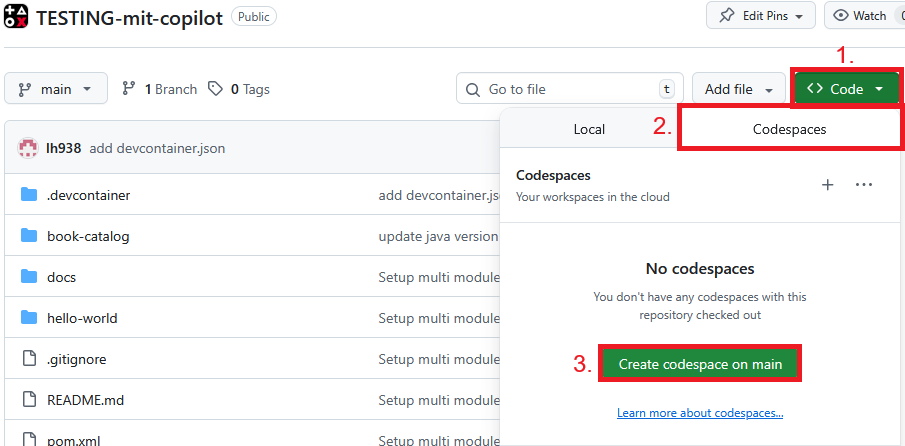 TESTING-mit-copilot Public
Edit Pins
Watch
1.
main
1 Branch
0 Tags
Go to file
t
Add file
Code
2.
Local
Codespaces
lh938 add devcontainer.json
Codespaces
Your workspaces in the cloud
.devcontainer add devcontainer.js
book-catalog update java version
docs Setup multi module
hello-world Setup multi module
.gitignore Setup multi module
README.md Setup multi module
pom.xml Setup multi module
No codespaces
You don't have any codespaces with this
repository checked out
3.
Create codespace on main
Learn more about codespaces...